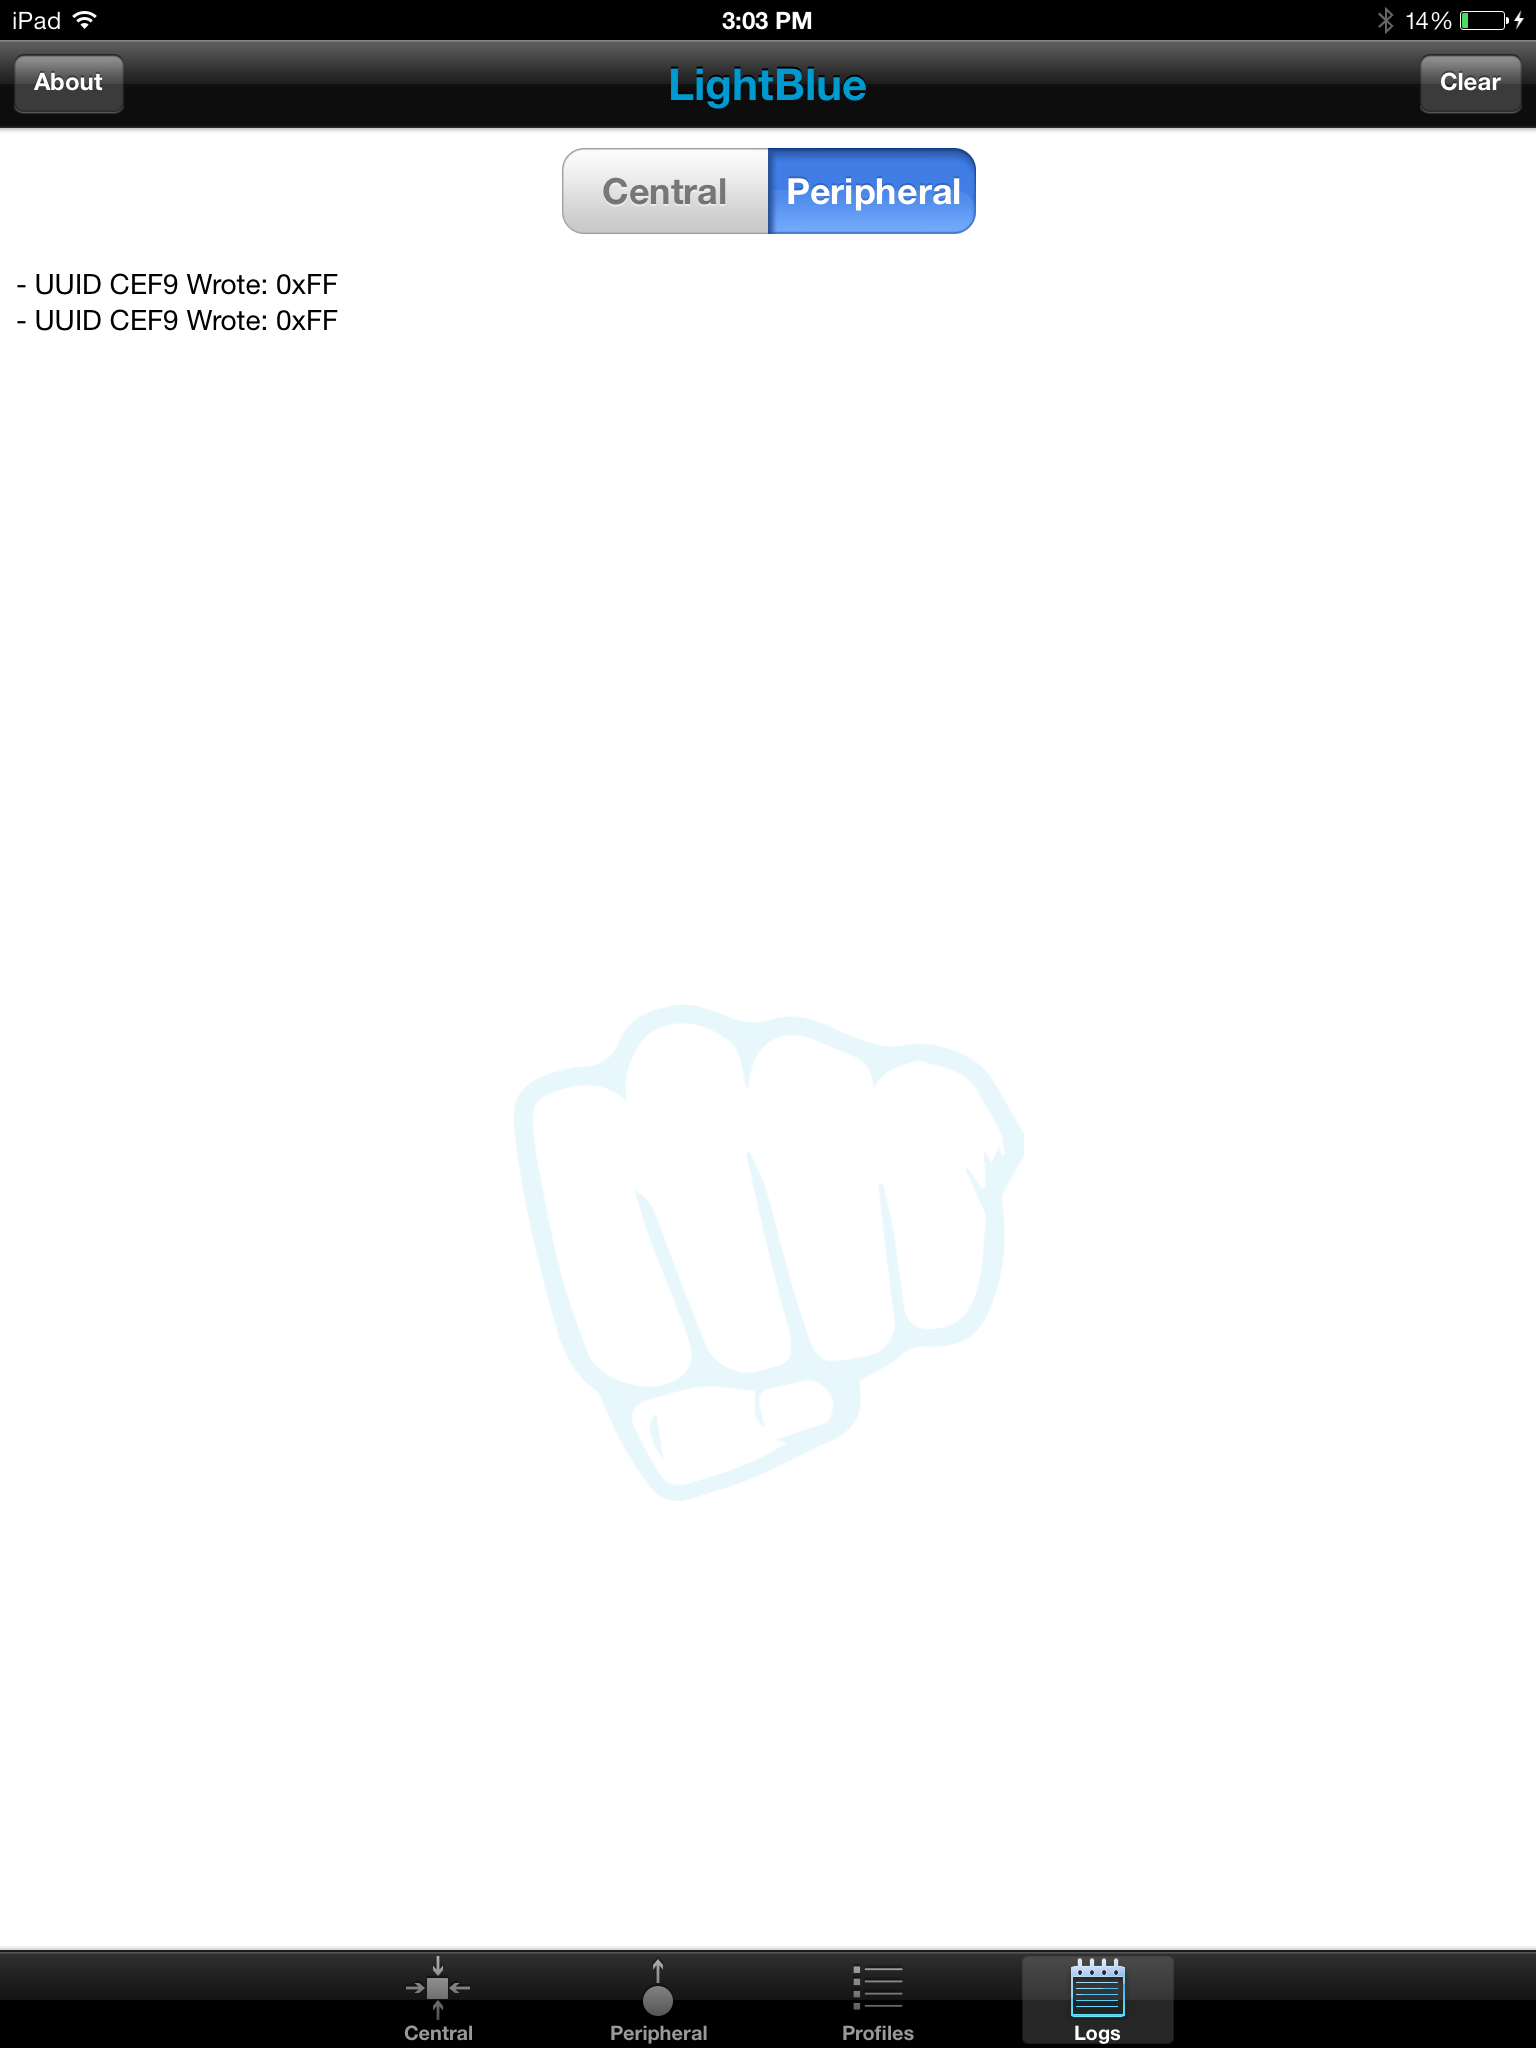 iPad 3:03 PM 14%
About LightBlue Clear
Central Peripheral
- UUID CEF9 Wrote: 0xFF
- UUID CEF9 Wrote: 0xFF
Central Peripheral Profiles Logs